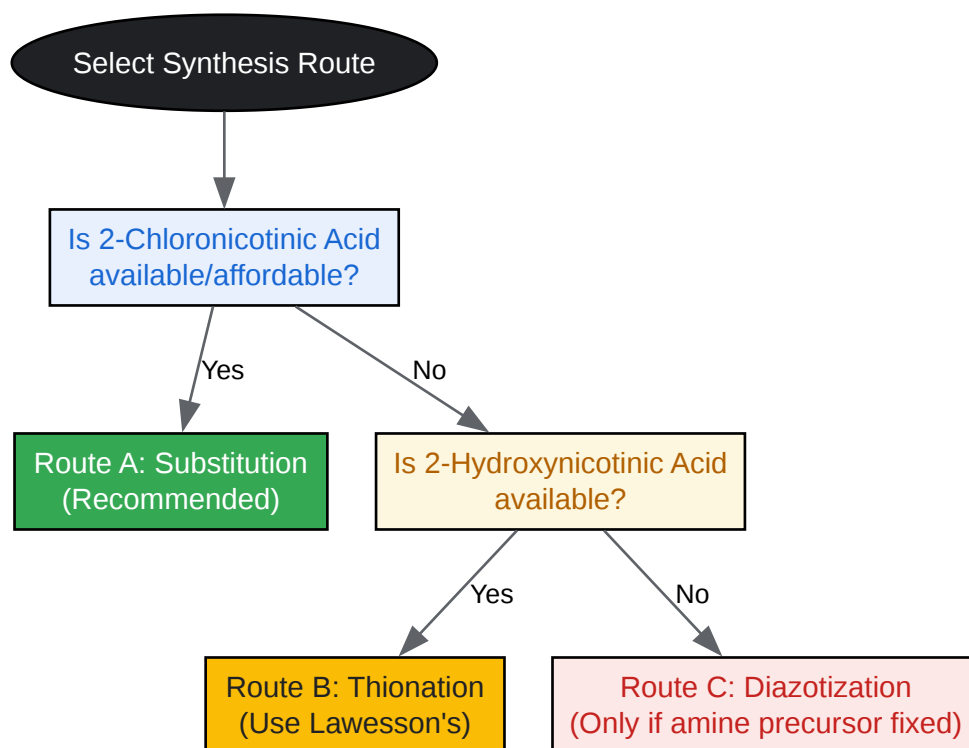 Select Synthesis Route
Is 2-Chloronicotinic Acid
available/affordable?
Yes
No
Route A: Substitution
(Recommended)
Is 2-Hydroxynicotinic Acid
available?
Yes
No
Route B: Thionation
(Use Lawesson's)
Route C: Diazotization
(Only if amine precursor fixed)